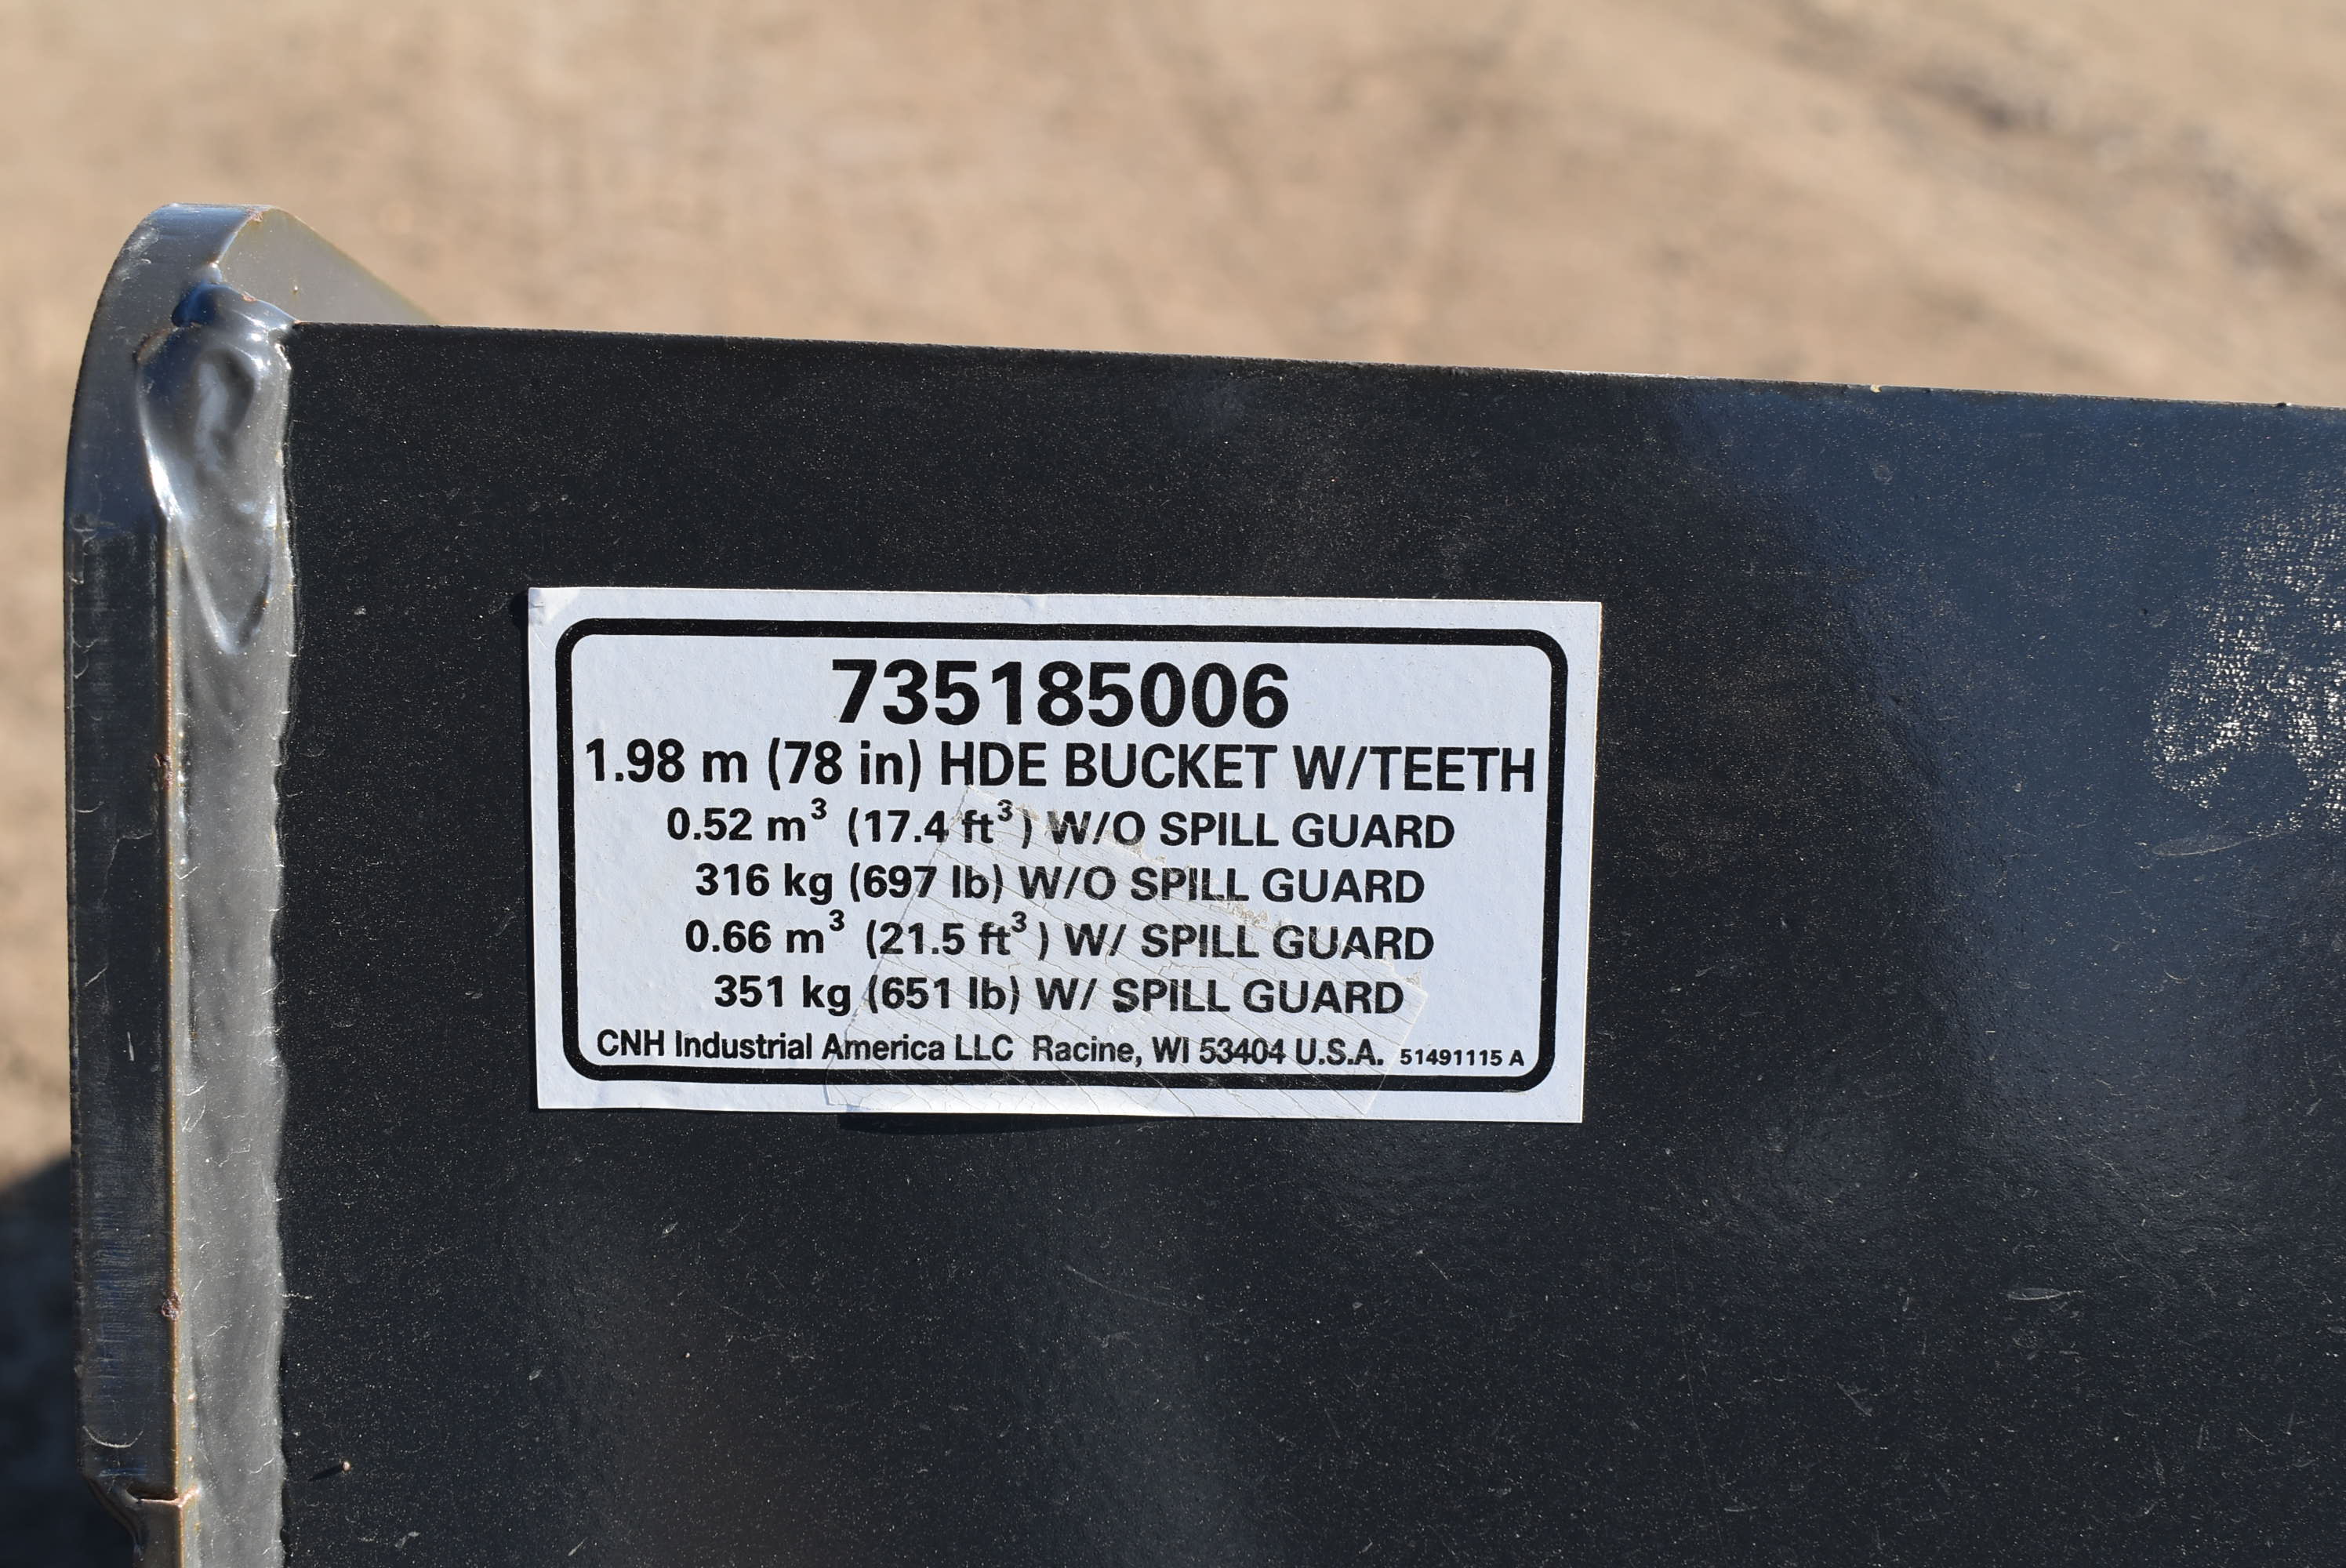 735185006
1.98 m (78 in) HDE BUCKET W/TEETH
0.52 m³ (17.4 ft³) W/O SPILL GUARD
316 kg (697 lb) W/O SPILL GUARD
0.66 m³ (21.5 ft³) W/ SPILL GUARD
351 kg (651 lb) W/ SPILL GUARD
CNH Industrial America LLC Racine, WI 53404 U.S.A. 51491115 A